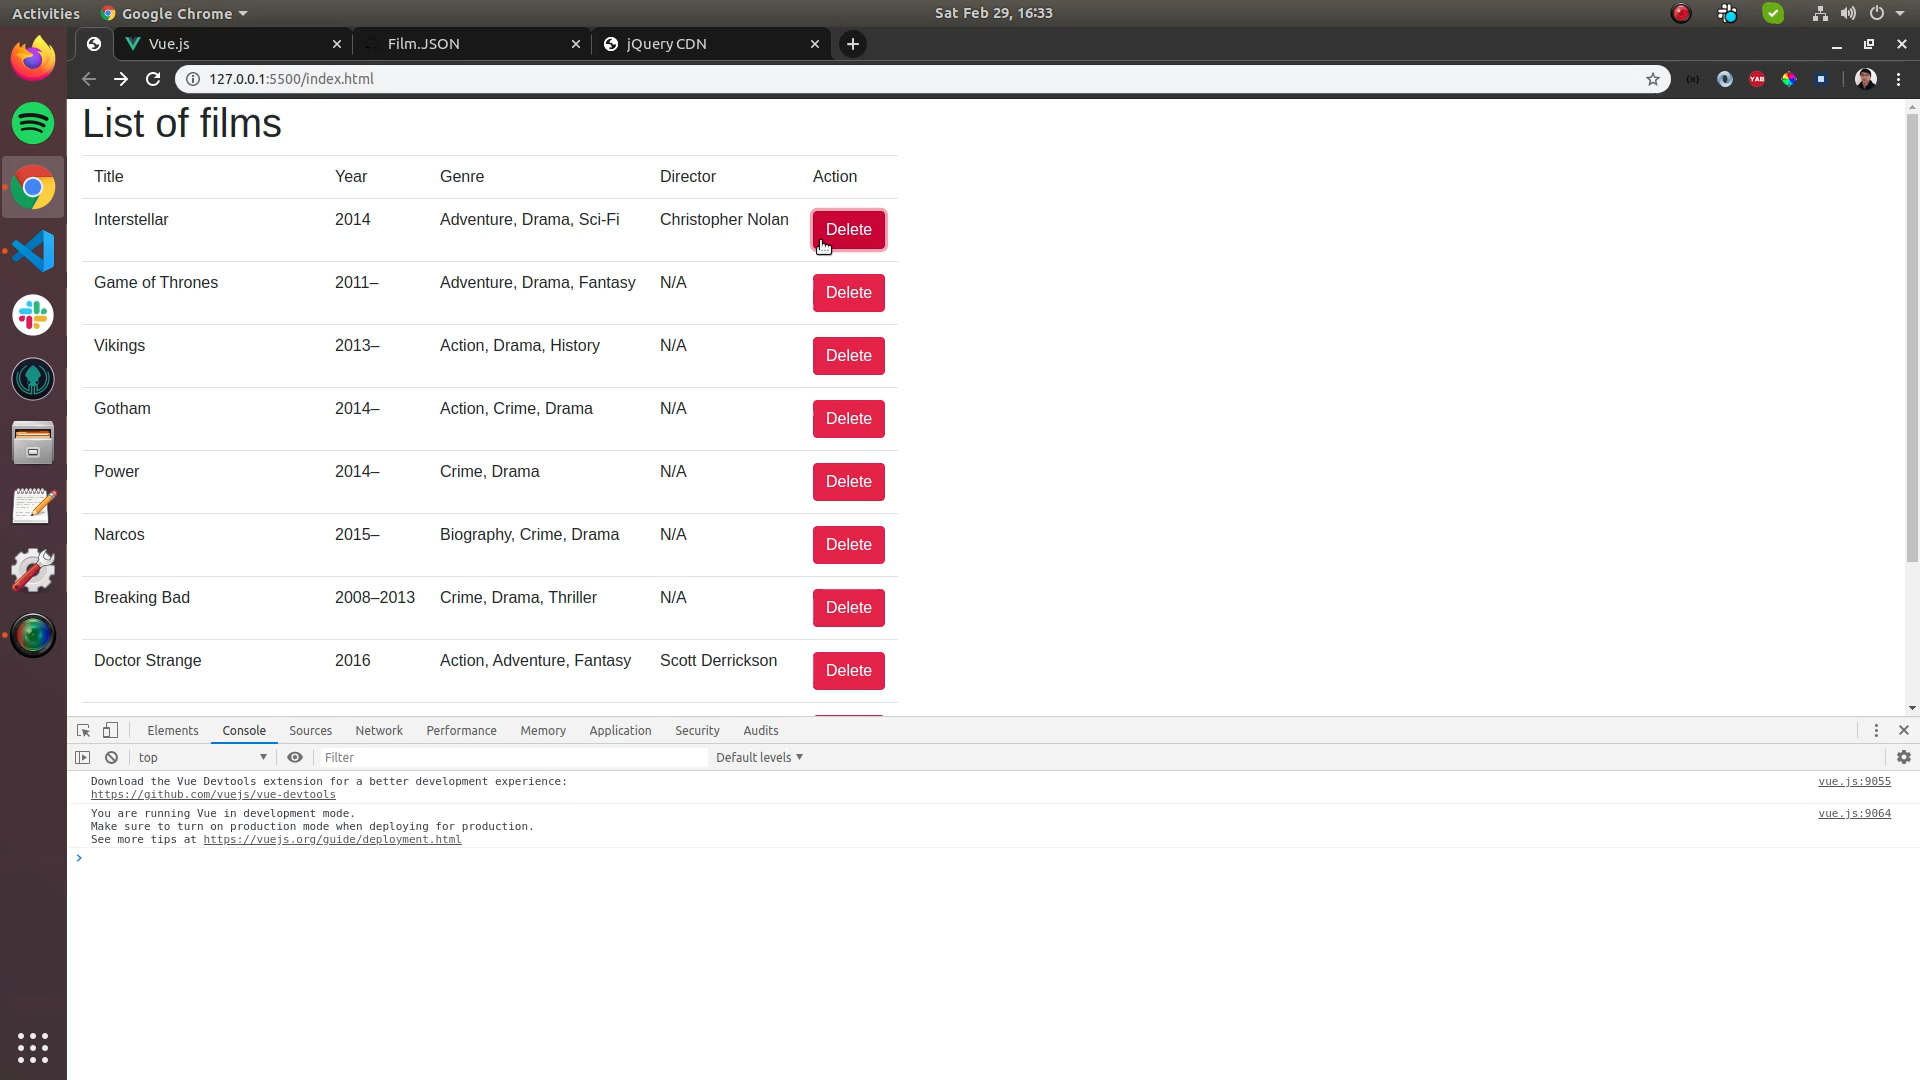 Activities
Google Chrome
Sat Feb 29, 16:33
Vue.js
Film.JSON
jQuery CDN
127.0.0.1:5500/index.html
YAB
List of films
Title Year Genre Director Action
Interstellar 2014 Adventure, Drama, Sci-Fi Christopher Nolan Delete
Game of Thrones 2011– Adventure, Drama, Fantasy N/A Delete
Vikings 2013– Action, Drama, History N/A Delete
Gotham 2014– Action, Crime, Drama N/A Delete
Power 2014– Crime, Drama N/A Delete
Narcos 2015– Biography, Crime, Drama N/A Delete
Breaking Bad 2008–2013 Crime, Drama, Thriller N/A Delete
Doctor Strange 2016 Action, Adventure, Fantasy Scott Derrickson Delete
Elements Console Sources Network Performance Memory Application Security Audits
top Filter Default levels
Download the Vue Devtools extension for a better development experience: vue.js:9055
https://github.com/vuejs/vue-devtools
You are running Vue in development mode. vue.js:9064
Make sure to turn on production mode when deploying for production.
See more tips at https://vuejs.org/guide/deployment.html